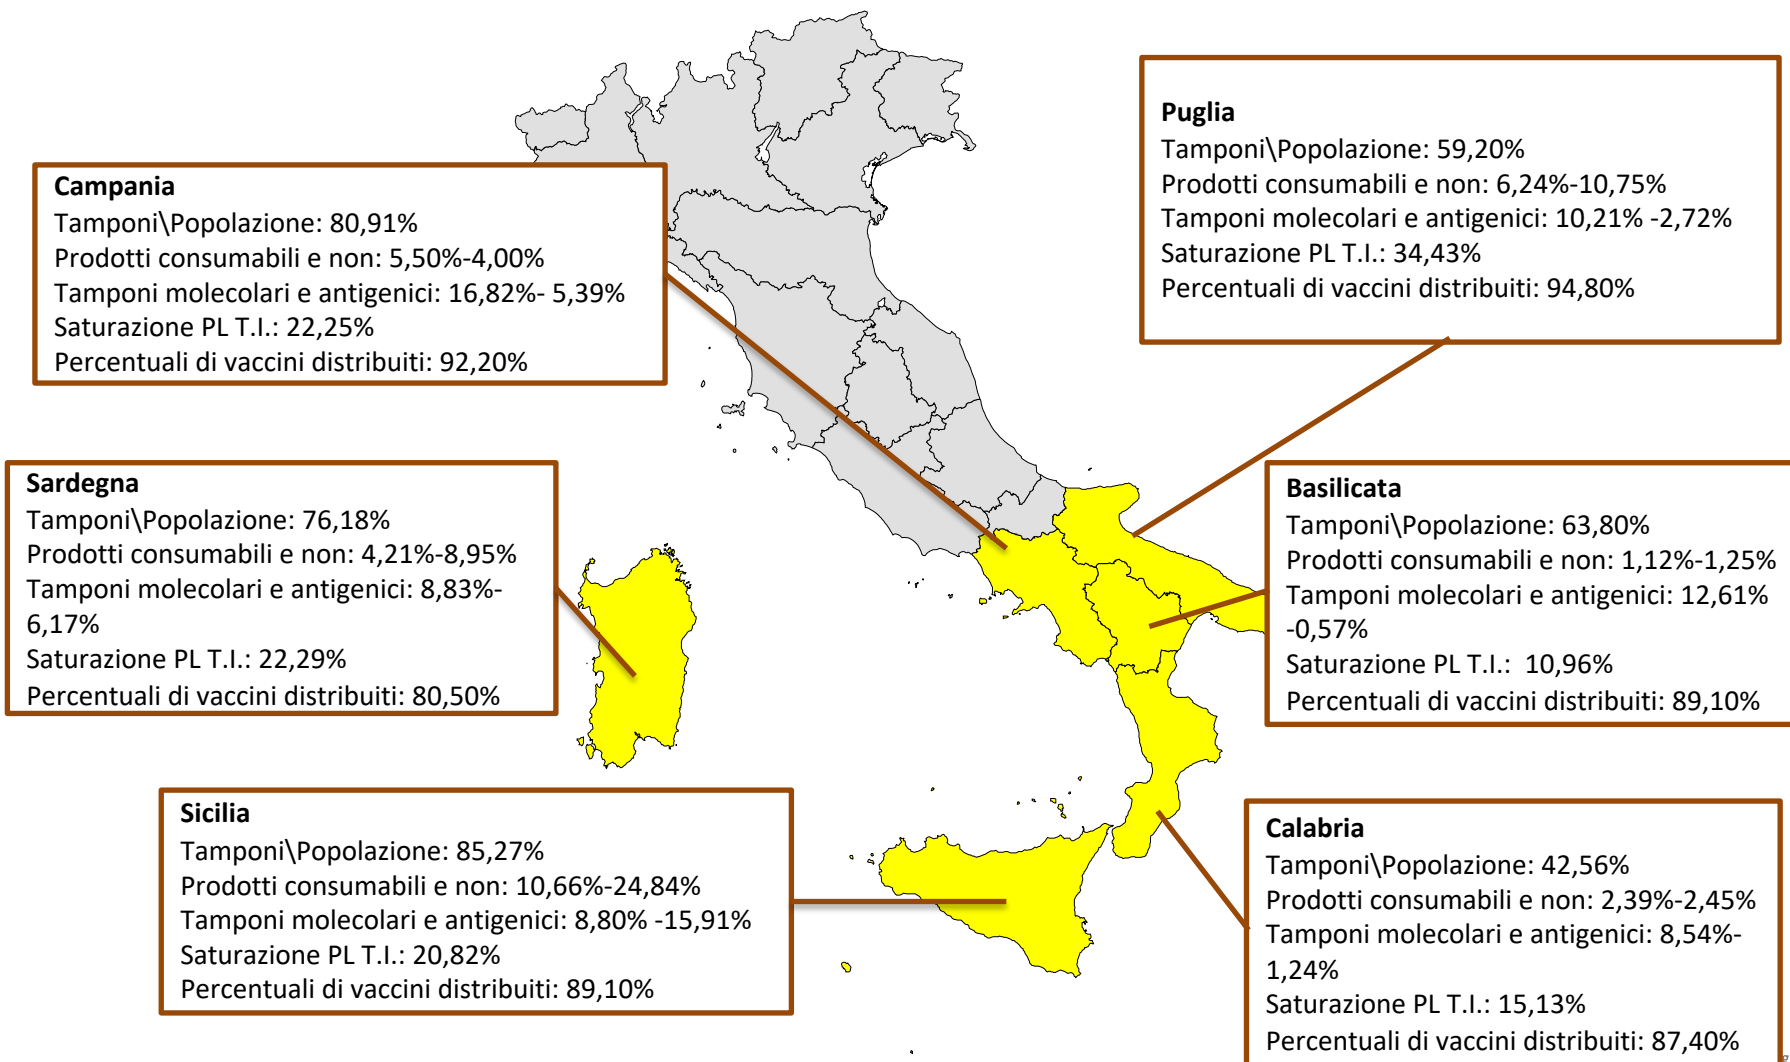 Campania
Tamponi\Popolazione: 80,91%
Prodotti consumabili e non: 5,50%-4,00%
Tamponi molecolari e antigenici: 16,82%- 5,39%
Saturazione PL T.I.: 22,25%
Percentuali di vaccini distribuiti: 92,20%
Puglia
Tamponi\Popolazione: 59,20%
Prodotti consumabili e non: 6,24%-10,75%
Tamponi molecolari e antigenici: 10,21% -2,72%
Saturazione PL T.I.: 34,43%
Percentuali di vaccini distribuiti: 94,80%
Sardegna
Tamponi\Popolazione: 76,18%
Prodotti consumabili e non: 4,21%-8,95%
Tamponi molecolari e antigenici: 8,83%-
6,17%
Saturazione PL T.I.: 22,29%
Percentuali di vaccini distribuiti: 80,50%
Basilicata
Tamponi\Popolazione: 63,80%
Prodotti consumabili e non: 1,12%-1,25%
Tamponi molecolari e antigenici: 12,61%
-0,57%
Saturazione PL T.I.:  10,96%
Percentuali di vaccini distribuiti: 89,10%
Sicilia
Tamponi\Popolazione: 85,27%
Prodotti consumabili e non: 10,66%-24,84%
Tamponi molecolari e antigenici: 8,80% -15,91%
Saturazione PL T.I.: 20,82%
Percentuali di vaccini distribuiti: 89,10%
Calabria
Tamponi\Popolazione: 42,56%
Prodotti consumabili e non: 2,39%-2,45%
Tamponi molecolari e antigenici: 8,54%-
1,24%
Saturazione PL T.I.: 15,13%
Percentuali di vaccini distribuiti: 87,40%